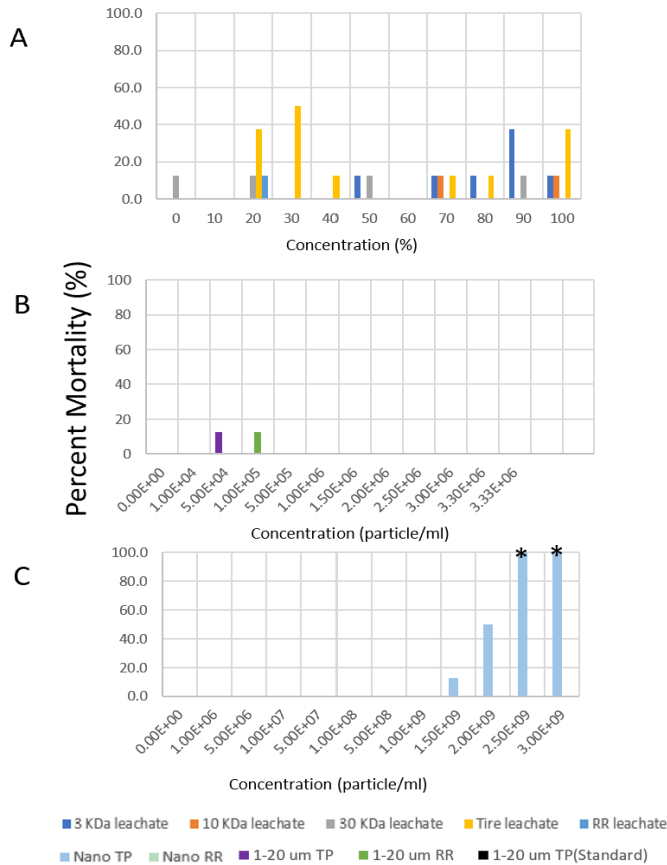 A
100.0
80.0
60.0
40.0
20.0
0.0
0 10 20 30 40 50 60 70 80 90 100
Concentration (%)
Percent Mortality (%)
B
100
80
60
40
20
0
0.00E+00 1.00E+04 5.00E+04 1.00E+05 5.00E+05 1.00E+06 1.50E+06 2.00E+06 2.50E+06 3.00E+06 3.30E+06 3.33E+06
Concentration (particle/ml)
C
100.0
80.0
60.0
40.0
20.0
0.0
* *
0.00E+00 1.00E+06 5.00E+06 1.00E+07 5.00E+07 1.00E+08 5.00E+08 1.00E+09 1.50E+09 2.00E+09 2.50E+09 3.00E+09
Concentration (particle/ml)
3 KDa leachate 10 KDa leachate 30 KDa leachate Tire leachate RR leachate
Nano TP Nano RR 1-20 um TP 1-20 um RR 1-20 um TP(Standard)